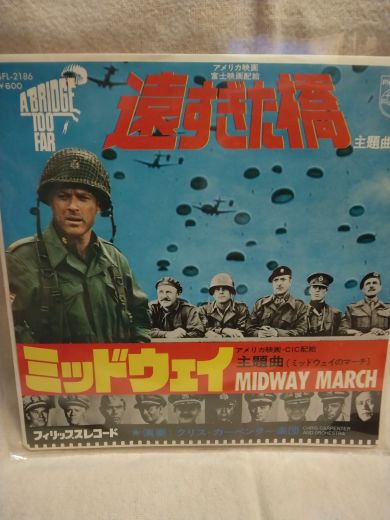 SFL-2186
¥600
A BRIDGE
TOO
FAR
アメリカ映画
富士映画配給
遠すぎた橋
主題曲
ミッドウェイ
アメリカ映画・CIC配給
主題曲(ミッドウェイのマーチ)
MIDWAY MARCH
フィリップスレコード
★演奏:クリス・カーペンター楽団
CHRIS CARPENTER
AND ORCHESTRA